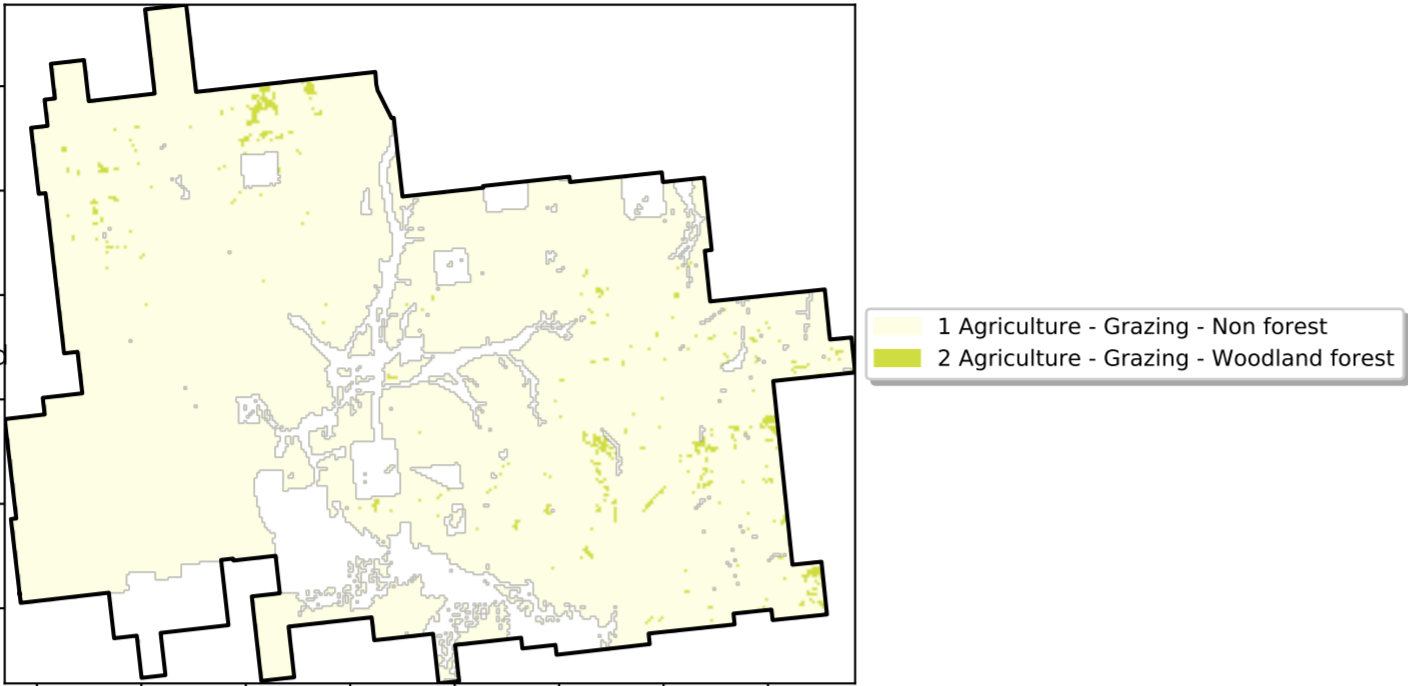 1 Agriculture - Grazing - Non forest
2 Agriculture - Grazing - Woodland forest